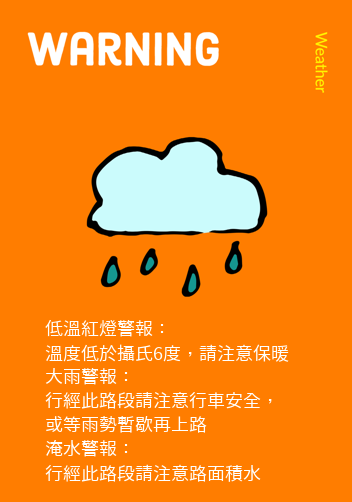 WARNING
Weather
低溫紅燈警報：
溫度低於攝氏6度，請注意保暖
大雨警報：
行經此路段請注意行車安全，
或等雨勢暫歇再上路
淹水警報：
行經此路段請注意路面積水